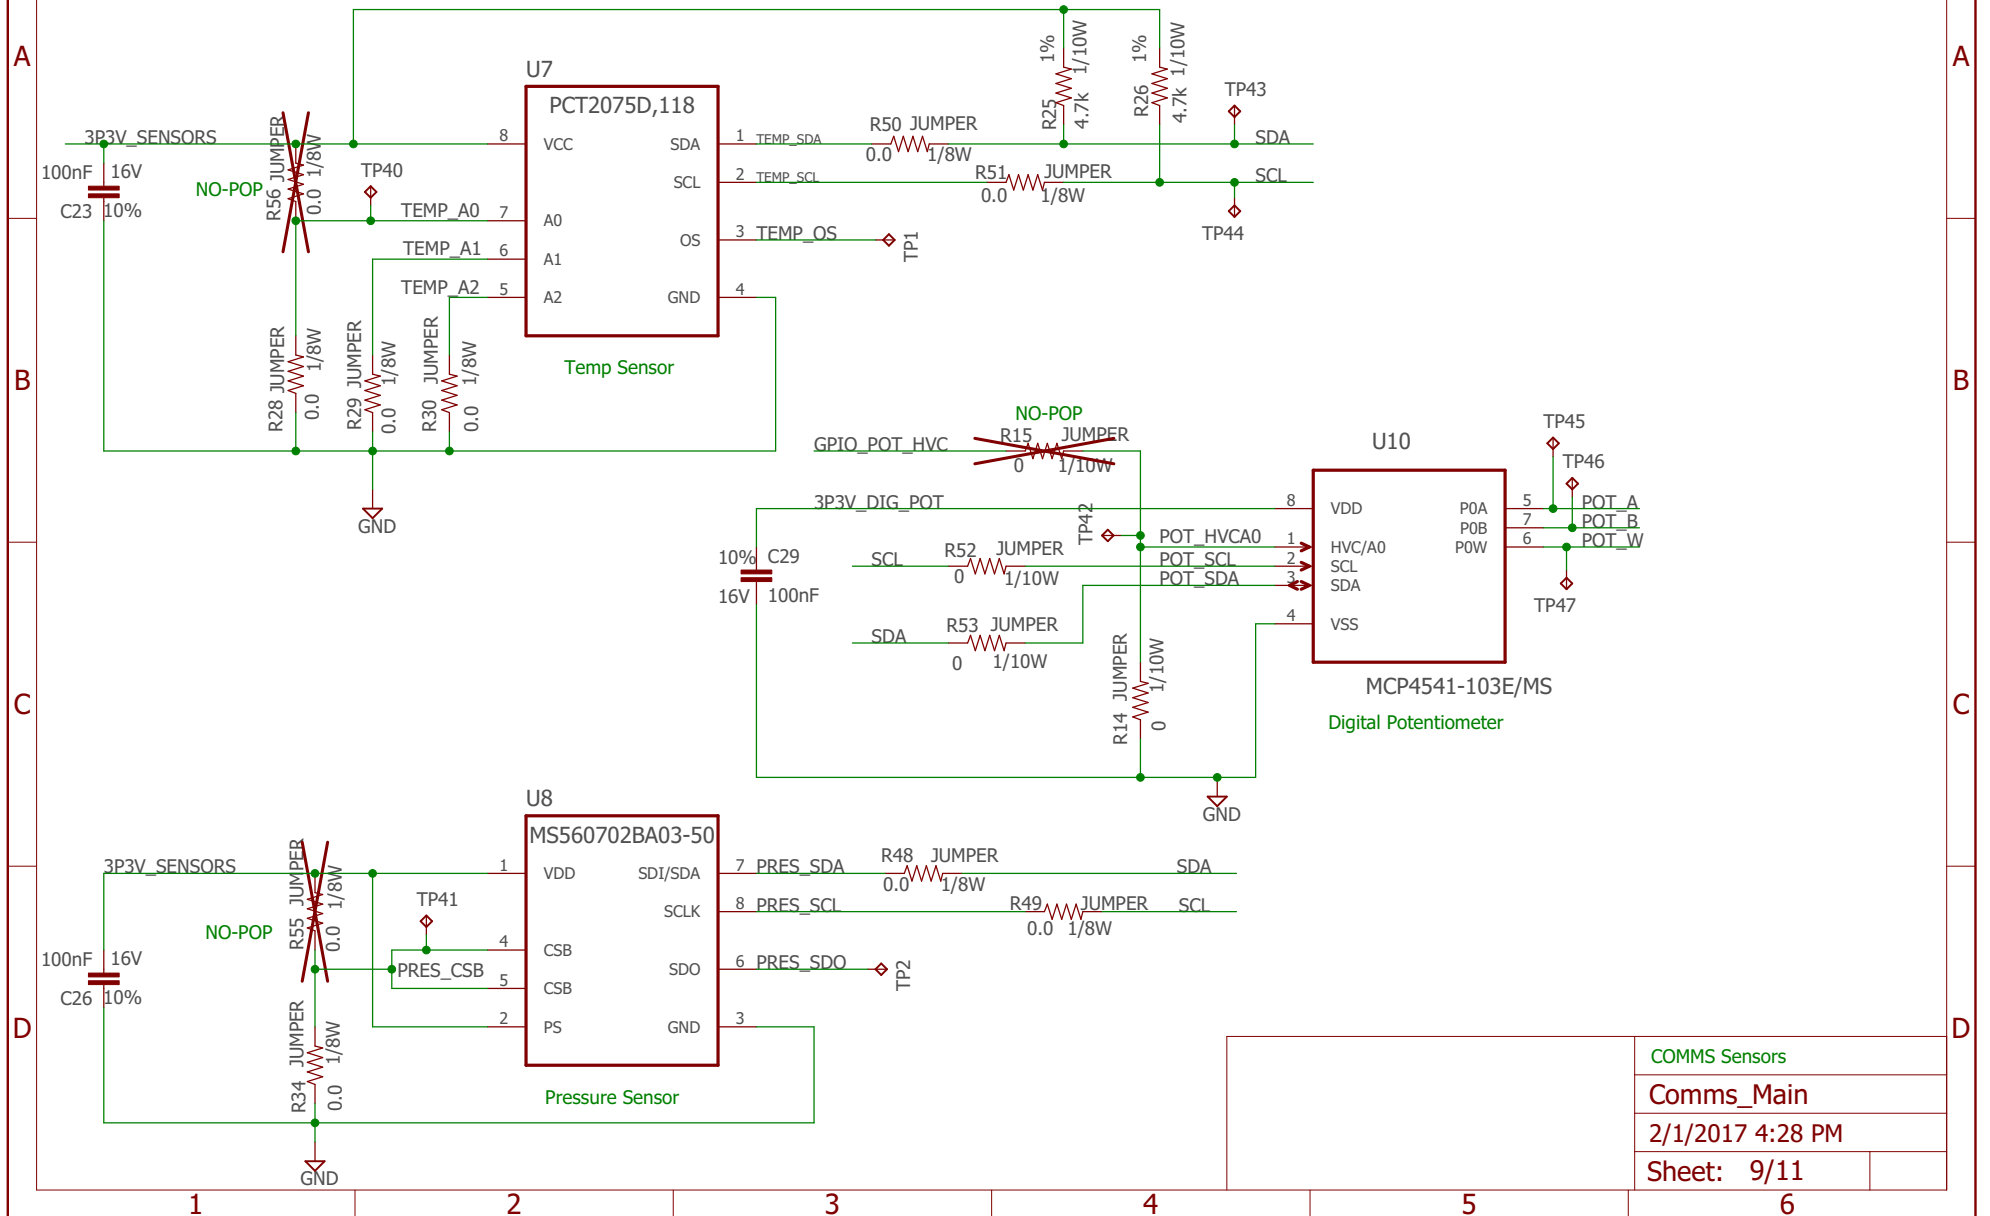 A
A
U7
PCT2075D,118
3P3V_SENSORS
8
VCC
SDA
1
TEMP_SDA
R50 JUMPER
0.0
1/8W
R25
1%
4.7k
1/10W
R26
1%
4.7k
1/10W
TP43
SDA
100nF
16V
C23
10%
NO-POP
R56 JUMPER
0.0 1/8W
TP40
SCL
2
TEMP_SCL
R51
JUMPER
0.0
1/8W
SCL
TP44
TEMP_A0
7
A0
TEMP_A1
6
A1
OS
3
TEMP_OS
TP1
TEMP_A2
5
A2
GND
4
B
B
R28 JUMPER
0.0
1/8W
R29 JUMPER
0.0
1/8W
R30 JUMPER
0.0
1/8W
Temp Sensor
GND
NO-POP
GPIO_POT_HVC
R15
JUMPER
0
1/10W
U10
TP45
TP46
3P3V_DIG_POT
8
VDD
P0A
5
POT_A
P0B
7
POT_B
P0W
6
POT_W
TP42
POT_HVCA0
1
HVC/A0
10%
C29
16V
100nF
SCL
R52
JUMPER
0
1/10W
POT_SCL
2
SCL
POT_SDA
3
SDA
TP47
SDA
R53 JUMPER
0
1/10W
4
VSS
R14 JUMPER
0
1/10W
MCP4541-103E/MS
Digital Potentiometer
C
C
GND
U8
MS560702BA03-50
3P3V_SENSORS
1
VDD
SDI/SDA
7
PRES_SDA
R48 JUMPER
0.0
1/8W
SDA
R55 JUMPER
0.0
1/8W
NO-POP
TP41
SCLK
8
PRES_SCL
R49
JUMPER
0.0
1/8W
SCL
4
CSB
PRES_CSB
SDO
6
PRES_SDO
TP2
5
CSB
100nF
16V
C26
10%
2
PS
GND
3
D
D
R34 JUMPER
0.0
1/8W
Pressure Sensor
GND
COMMS Sensors
Comms_Main
2/1/2017 4:28 PM
Sheet: 9/11
1
2
3
4
5
6